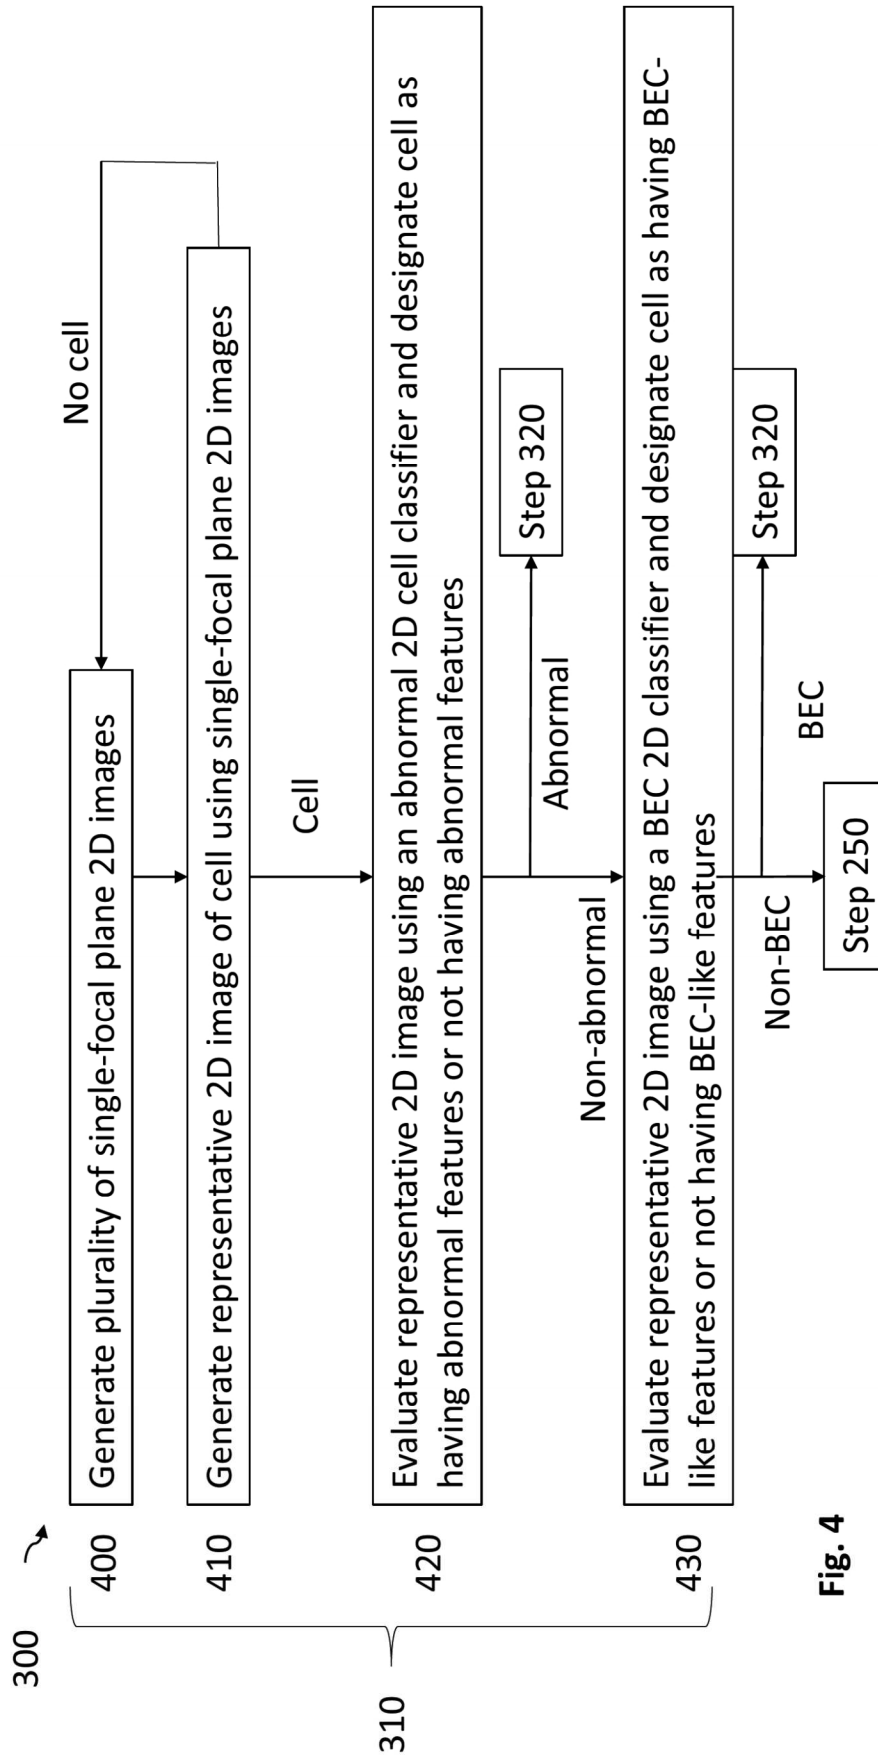 300
No cell
400
Generate plurality of single-focal plane 2D images
410
Generate representative 2D image of cell using single-focal plane 2D images
Cell
310
420
Evaluate representative 2D image using an abnormal 2D cell classifier and designate cell as
having abnormal features or not having abnormal features
Abnormal
Step 320
Non-abnormal
430
Evaluate representative 2D image using a BEC 2D classifier and designate cell as having BEC-
like features or not having BEC-like features
Step 320
Non-BEC
BEC
Step 250
Fig. 4